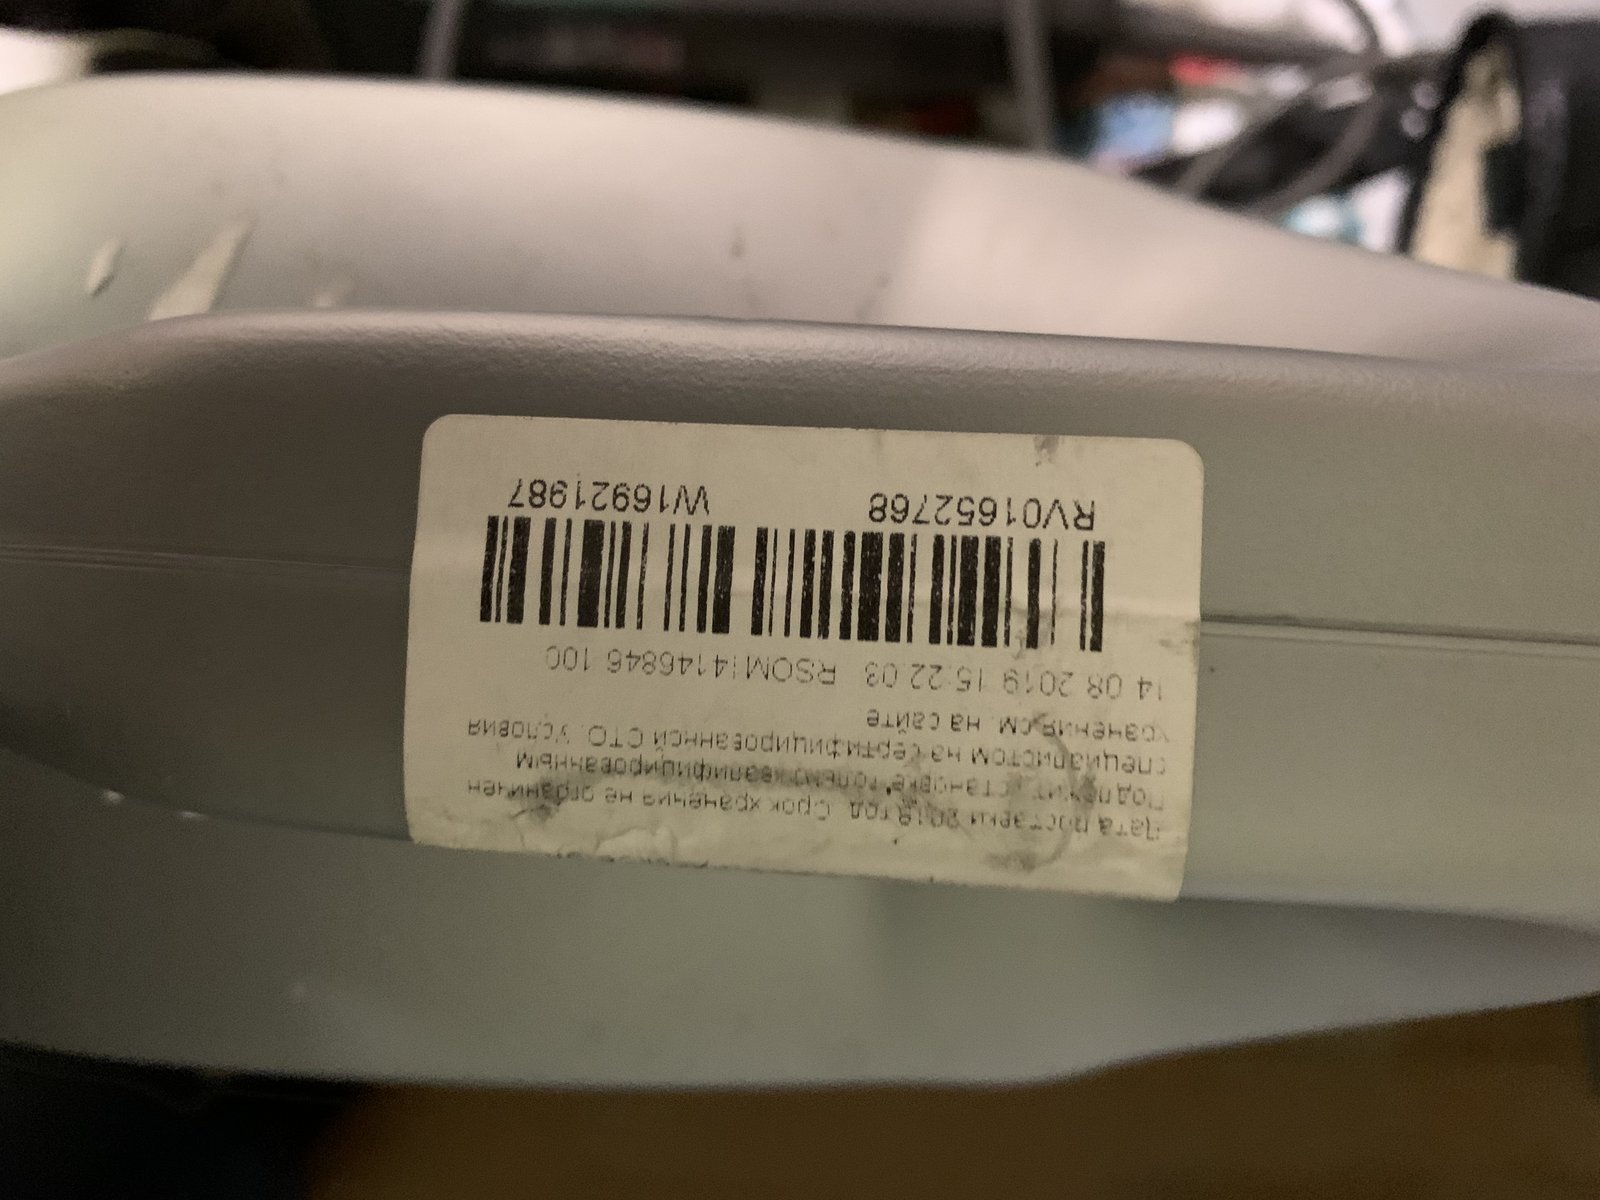 Дата поставки 2018 год. Срок хранения не ограничен
Подлежит установке только квалифицированным
специалистом на сертифицированной СТО. Условия
хранения см. на сайте
14 08 2019 15:22:03 RSOM14146846 100
RV01652768 W16921987